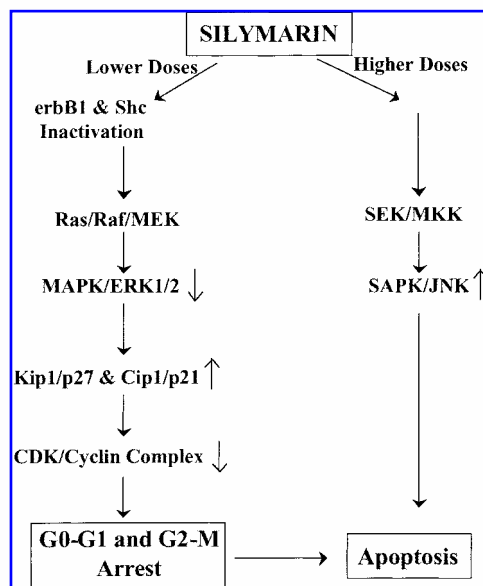 SILYMARIN
Lower Doses
Higher Doses
erbB1 & Shc
Inactivation
Ras/Raf/MEK
SEK/MKK
MAPK/ERK1/2 ↓
SAPK/JNK ↑
Kip1/p27 & Cip1/p21 ↑
CDK/Cyclin Complex ↓
G0-G1 and G2-M
Arrest
Apoptosis